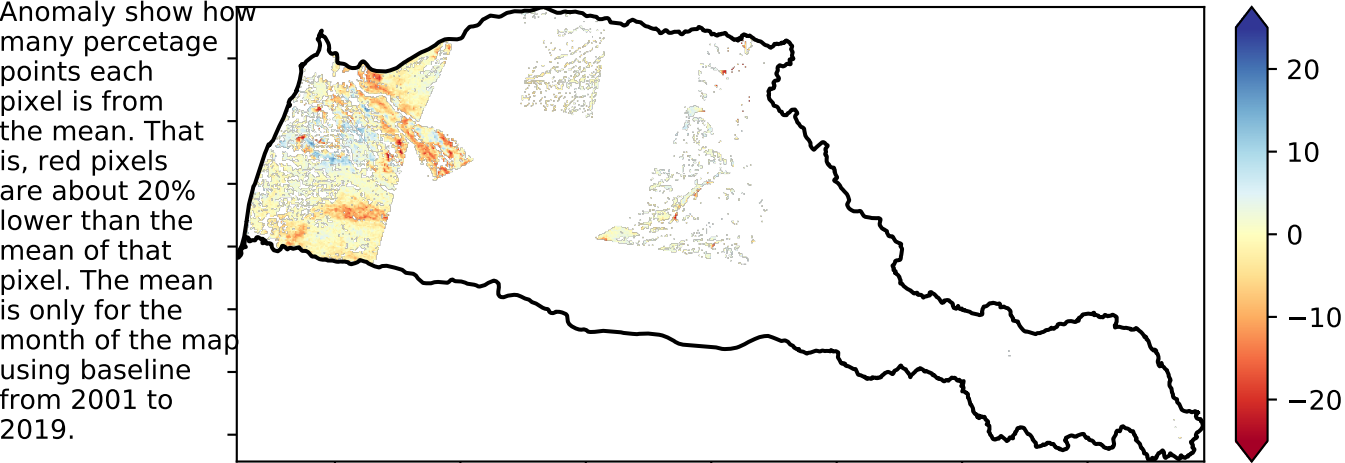 Anomaly show how
many percetage
points each
pixel is from
the mean. That
is, red pixels
are about 20%
lower than the
mean of that
pixel. The mean
is only for the
month of the map
using baseline
from 2001 to
2019.
20
10
0
−10
−20